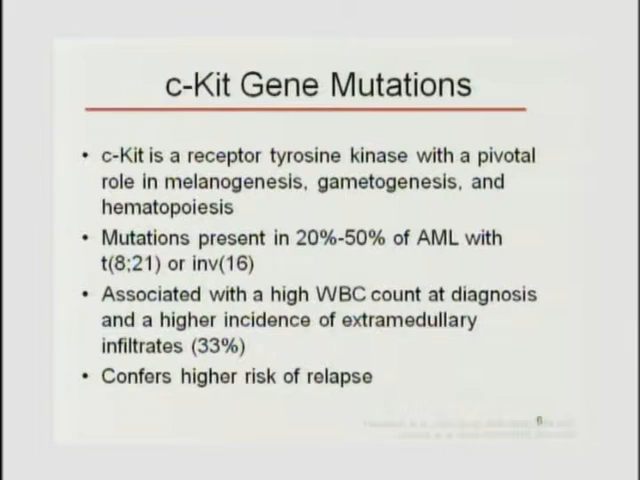 c-Kit Gene Mutations
• c-Kit is a receptor tyrosine kinase with a pivotal
role in melanogenesis, gametogenesis, and
hematopoiesis
• Mutations present in 20%-50% of AML with
t(8;21) or inv(16)
• Associated with a high WBC count at diagnosis
and a higher incidence of extramedullary
infiltrates (33%)
• Confers higher risk of relapse
6